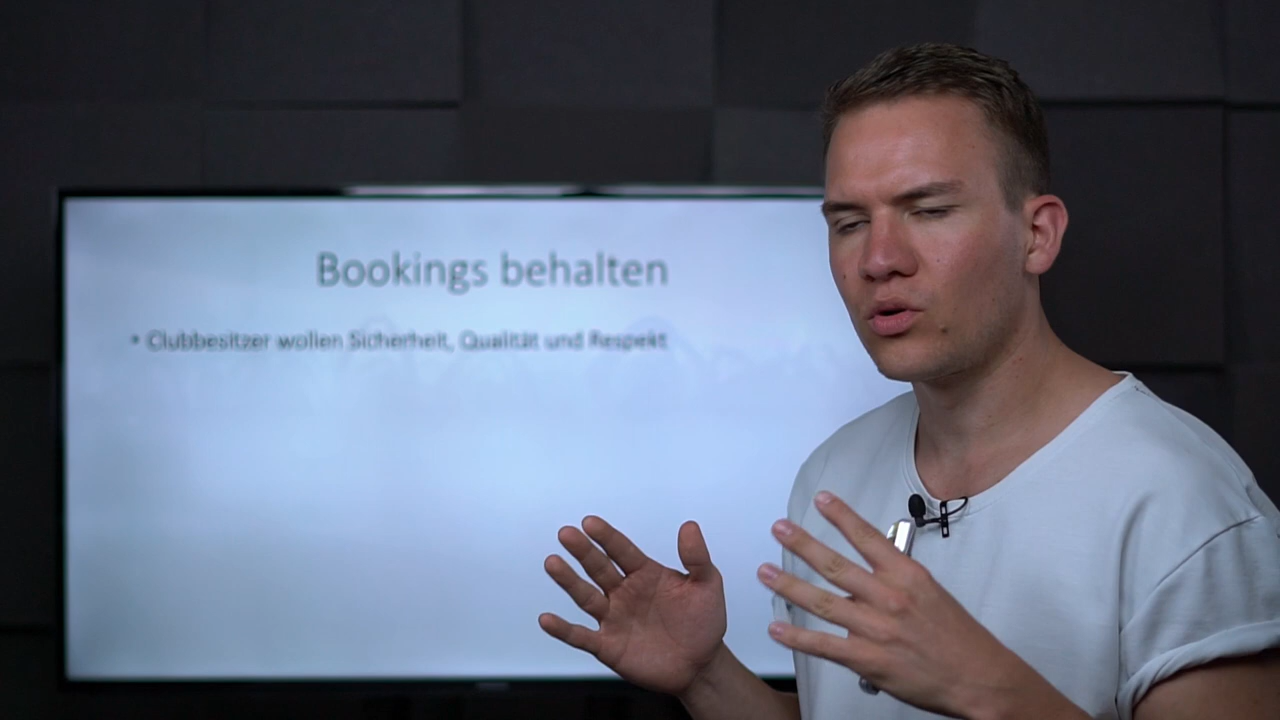 Bookings behalten
• Clubbesitzer wollen Sicherheit, Qualität und Respekt